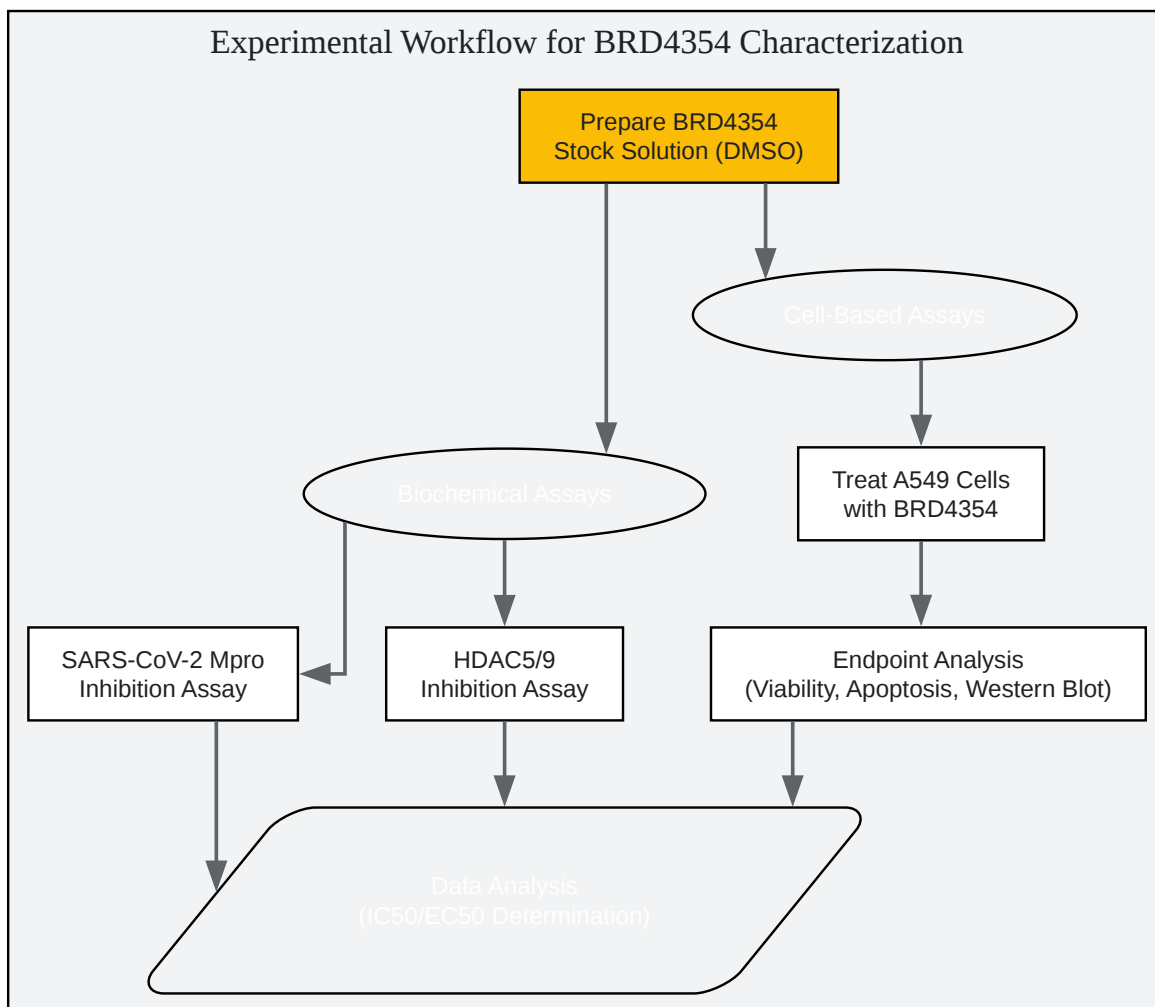 Experimental Workflow for BRD4354 Characterization
Prepare BRD4354
Stock Solution (DMSO)
Cell-Based Assays
Biochemical Assays
Treat A549 Cells
with BRD4354
SARS-CoV-2 Mpro
Inhibition Assay
HDAC5/9
Inhibition Assay
Endpoint Analysis
(Viability, Apoptosis, Western Blot)
Data Analysis
(IC50/EC50 Determination)